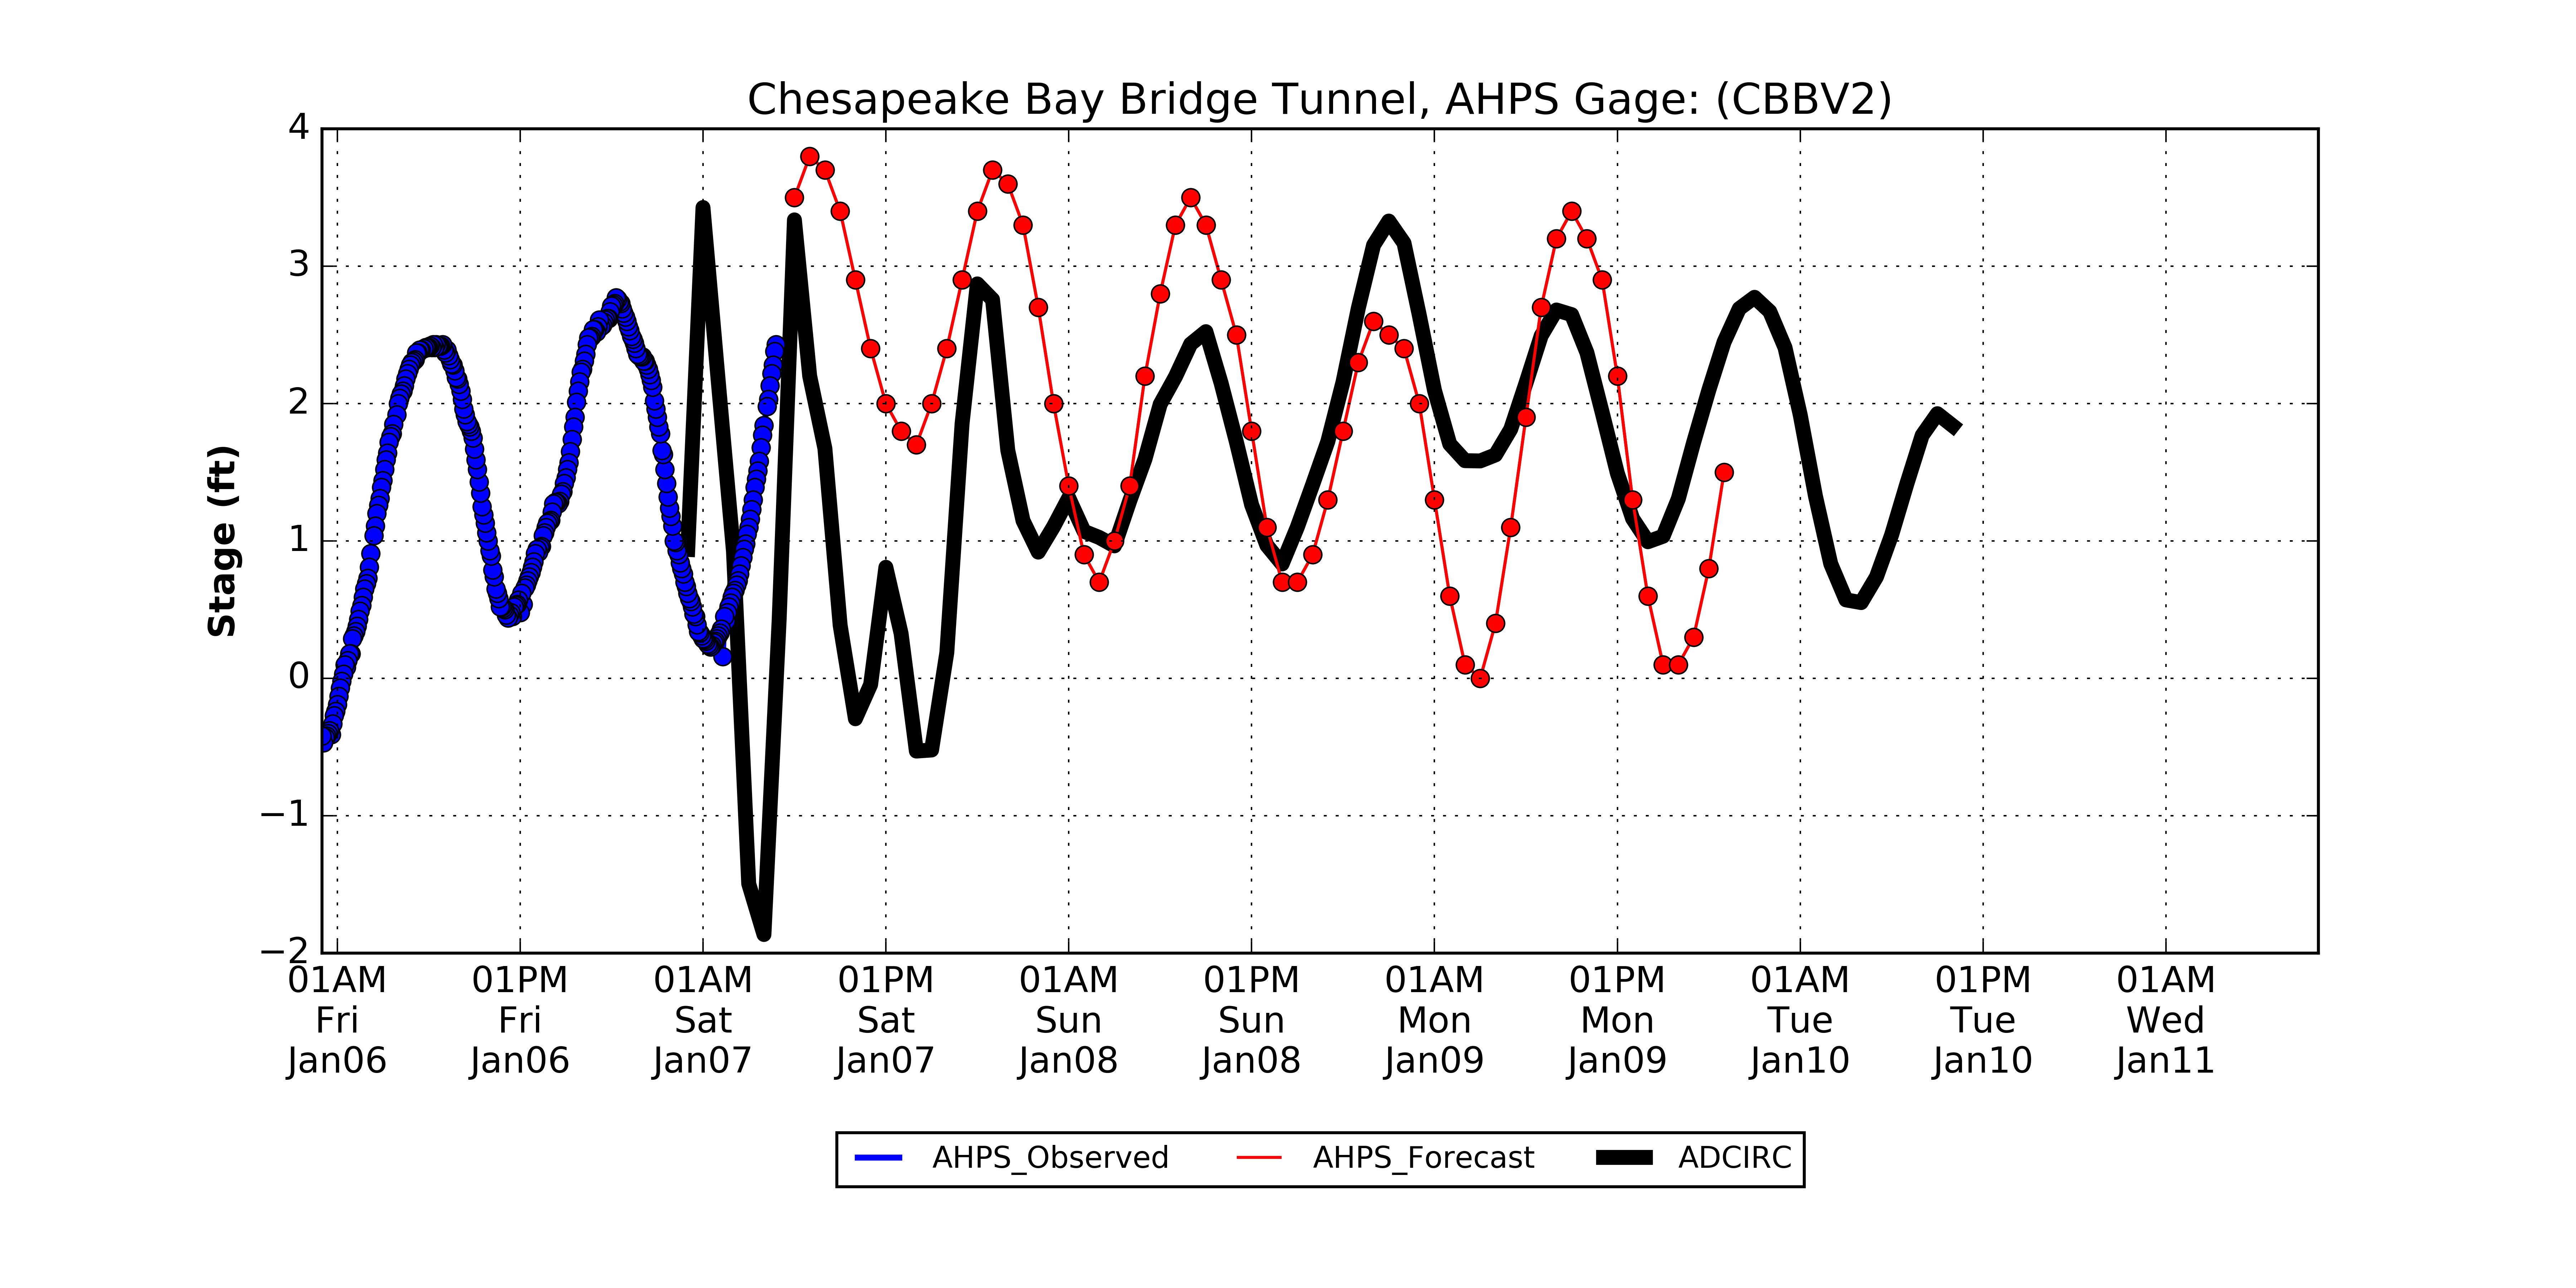 Chesapeake Bay Bridge Tunnel, AHPS Gage: (CBBV2)
4
3
2
1
0
−1
−2
Stage (ft)
01AM 01PM 01AM 01PM 01AM 01PM 01AM 01PM 01AM 01PM 01AM
Fri Fri Sat Sat Sun Sun Mon Mon Tue Tue Wed
Jan06 Jan06 Jan07 Jan07 Jan08 Jan08 Jan09 Jan09 Jan10 Jan10 Jan11
AHPS_Observed AHPS_Forecast ADCIRC